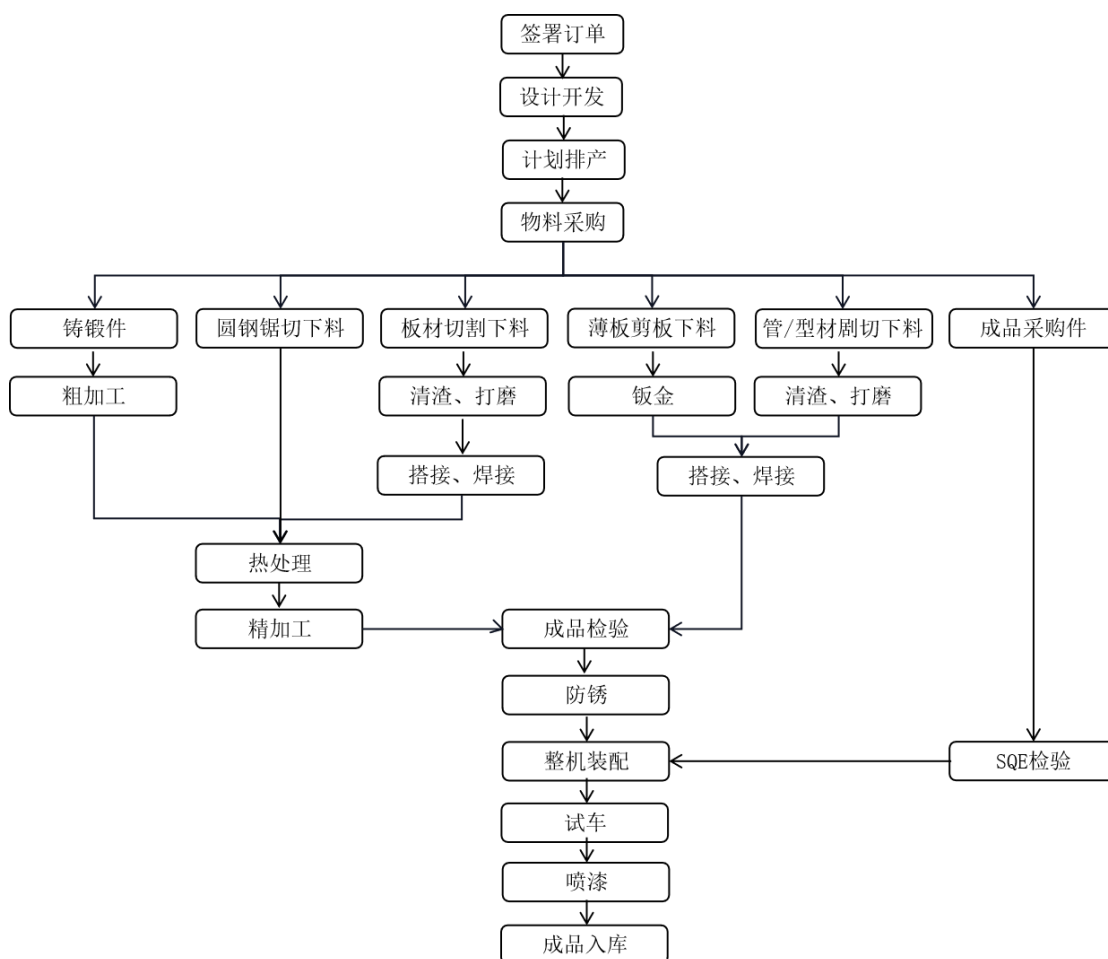 签署订单
设计开发
计划排产
物料采购
铸锻件
圆钢锯切下料
板材切割下料
薄板剪板下料
管/型材剧切下料
成品采购件
粗加工
清渣、打磨
钣金
清渣、打磨
搭接、焊接
搭接、焊接
热处理
精加工
成品检验
防锈
整机装配
SQE检验
试车
喷漆
成品入库